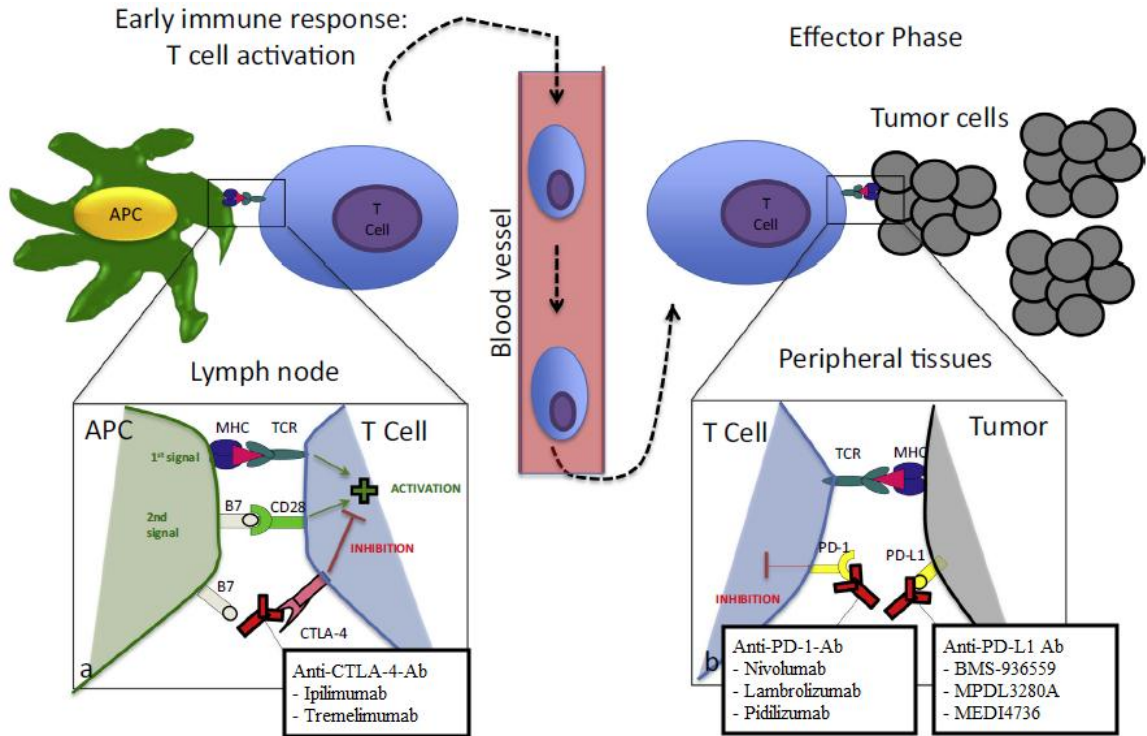 Early immune response:
T cell activation
Effector Phase
Tumor cells
APC
T
Cell
Blood vessel
T
Cell
Lymph node
Peripheral tissues
APC
MHC
TCR
T Cell
1st signal
ACTIVATION
B7
CD28
2nd
signal
INHIBITION
B7
CTLA-4
a
Anti-CTLA-4-Ab
- Ipilimumab
- Tremelimumab
T Cell
Tumor
TCR
MHC
PD-1
PD-L1
INHIBITION
b
Anti-PD-1-Ab
- Nivolumab
- Lambrolizumab
- Pidilizumab
Anti-PD-L1 Ab
- BMS-936559
- MPDL3280A
- MEDI4736